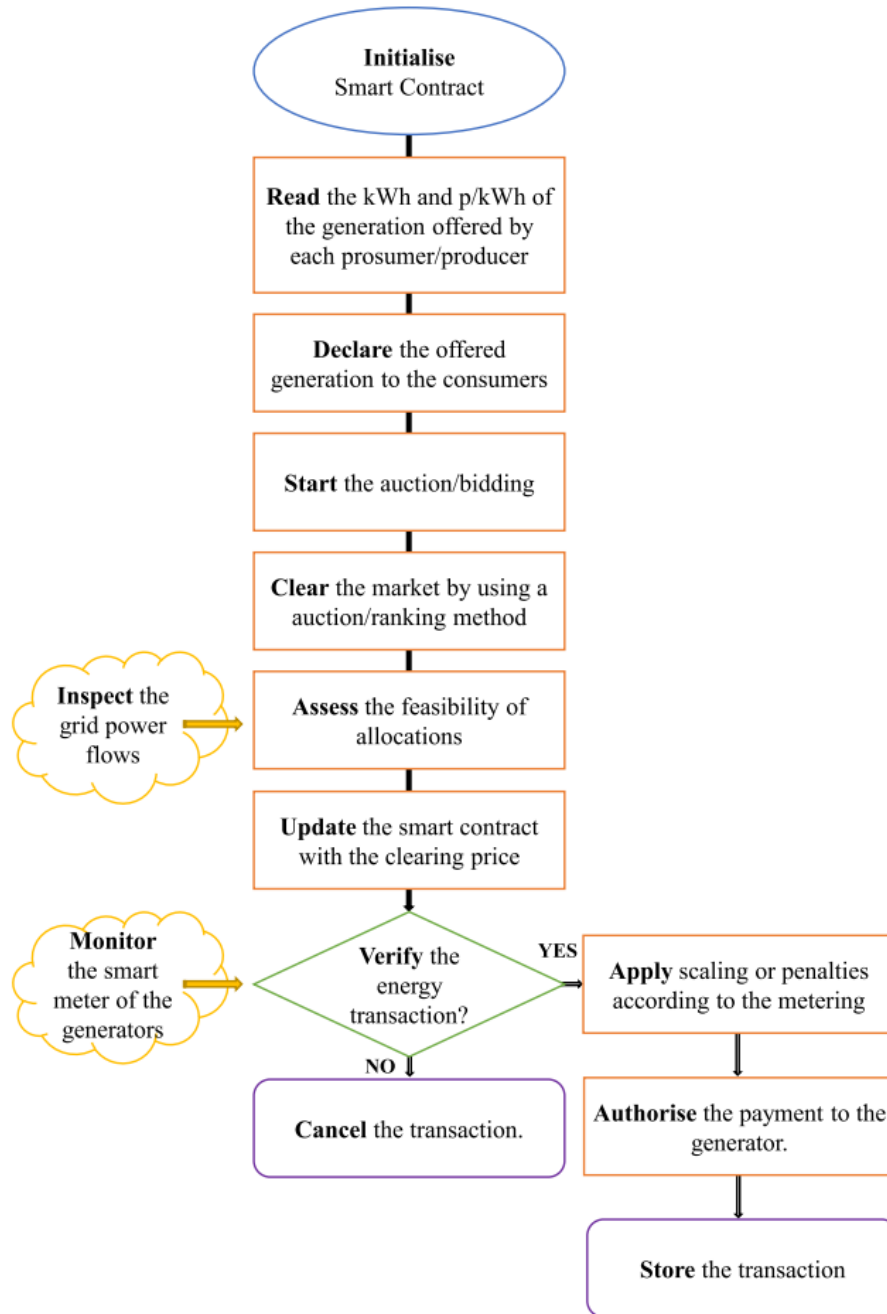 Initialise
Smart Contract
Read the kWh and p/kWh of
the generation offered by
each prosumer/producer
Declare the offered
generation to the consumers
Start the auction/bidding
Clear the market by using a
auction/ranking method
Inspect the
grid power
flows
Assess the feasibility of
allocations
Update the smart contract
with the clearing price
Monitor
the smart
meter of the
generators
Verify the
energy
transaction?
YES
Apply scaling or penalties
according to the metering
NO
Cancel the transaction.
Authorise the payment to the
generator.
Store the transaction